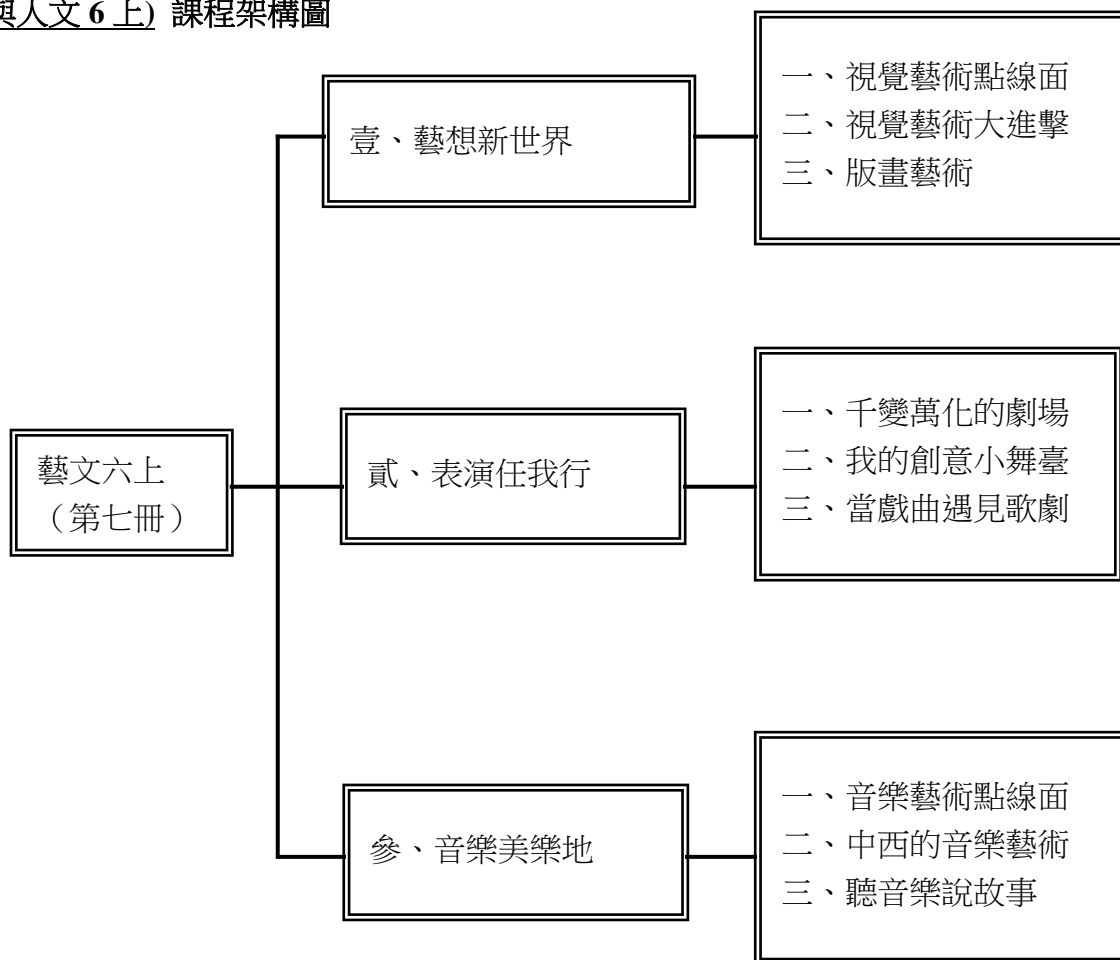 與人文 6 上) 課程架構圖
藝文六上
（第七冊）
壹、藝想新世界
一、視覺藝術點線面
二、視覺藝術大進擊
三、版畫藝術
貳、表演任我行
一、千變萬化的劇場
二、我的創意小舞臺
三、當戲曲遇見歌劇
參、音樂美樂地
一、音樂藝術點線面
二、中西的音樂藝術
三、聽音樂說故事